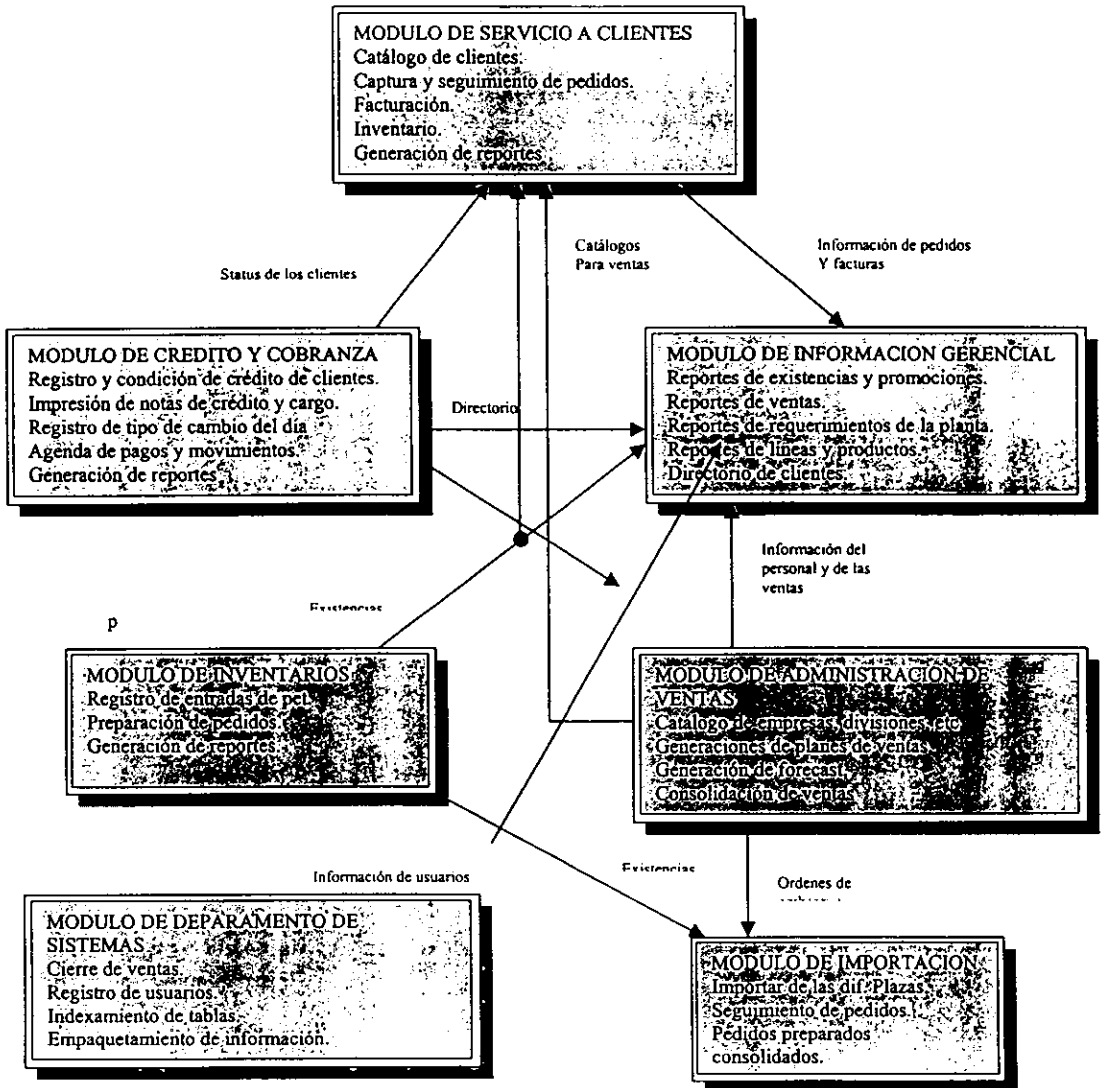 MODULO DE SERVICIO A CLIENTES
Catálogo de clientes.
Captura y seguimiento de pedidos.
Facturación.
Inventario.
Generación de reportes
Catálogos
Para ventas
Información de pedidos
Y facturas
Status de los clientes
MODULO DE CREDITO Y COBRANZA
Registro y condición de crédito de clientes.
Impresión de notas de crédito y cargo.
Registro de tipo de cambio del día
Agenda de pagos y movimientos.
Generación de reportes
Directorio
MODULO DE INFORMACION GERENCIAL
Reportes de existencias y promociones.
Reportes de ventas.
Reportes de requerimientos de la planta.
Reportes de líneas y productos.
Directorio de clientes.
Información del
personal y de las
ventas
Existencias
p
MODULO DE INVENTARIOS
Registro de entradas de pet.
Preparación de pedidos.
Generación de reportes
MODULO DE ADMINISTRACION DE
VENTAS
Catálogo de empresas, divisiones, etc
Generaciones de planes de ventas
Generación de forecast
Consolidación de ventas
Información de usuarios
Existencias
Ordenes de
MODULO DE DEPARAMENTO DE
SISTEMAS
Cierre de ventas.
Registro de usuarios.
Indexamiento de tablas.
Empaquetamiento de información.
MODULO DE IMPORTACION
Importar de las dif. Plazas
Seguimiento de pedidos.
Pedidos preparados
consolidados.